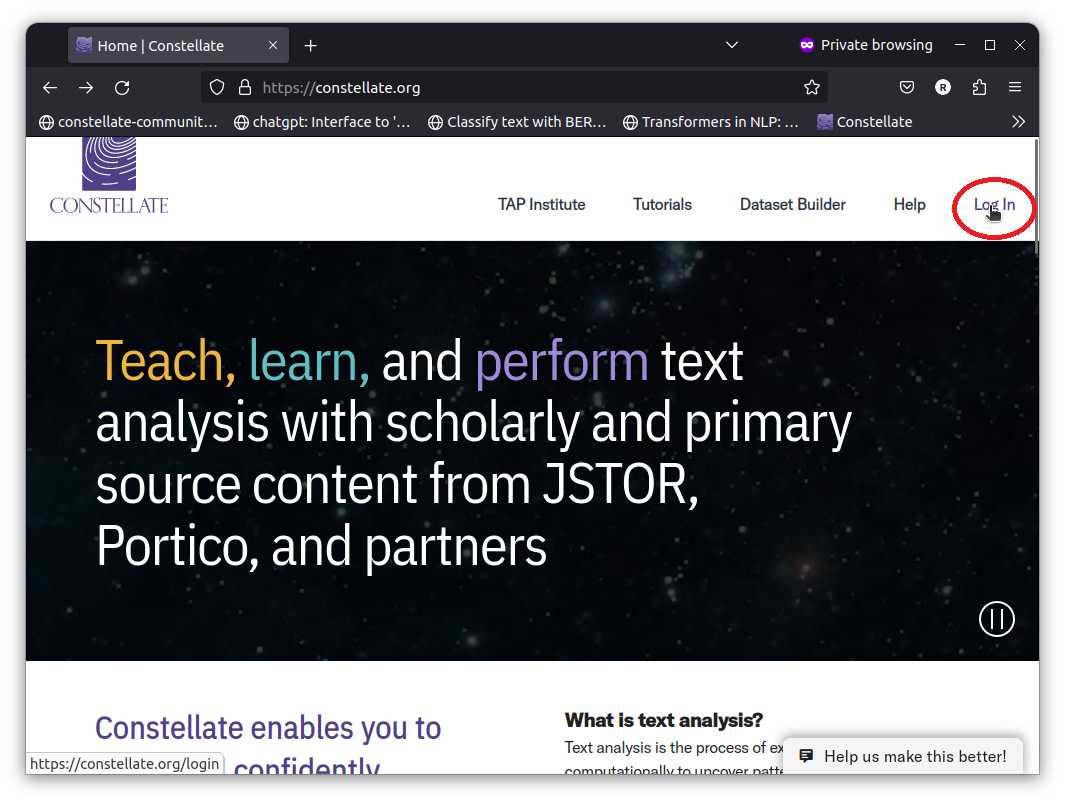 Home | Constellate
Private browsing
https://constellate.org
R
constellate-communit...
chatgpt: Interface to '...
Classify text with BER...
Transformers in NLP: ...
Constellate
CONSTELLATE
TAP Institute
Tutorials
Dataset Builder
Help
Log In
Teach, learn, and perform text
analysis with scholarly and primary
source content from JSTOR,
Portico, and partners
Constellate enables you to
confidently
What is text analysis?
Text analysis is the process of ex
computationally to uncover patte
Help us make this better!
https://constellate.org/login